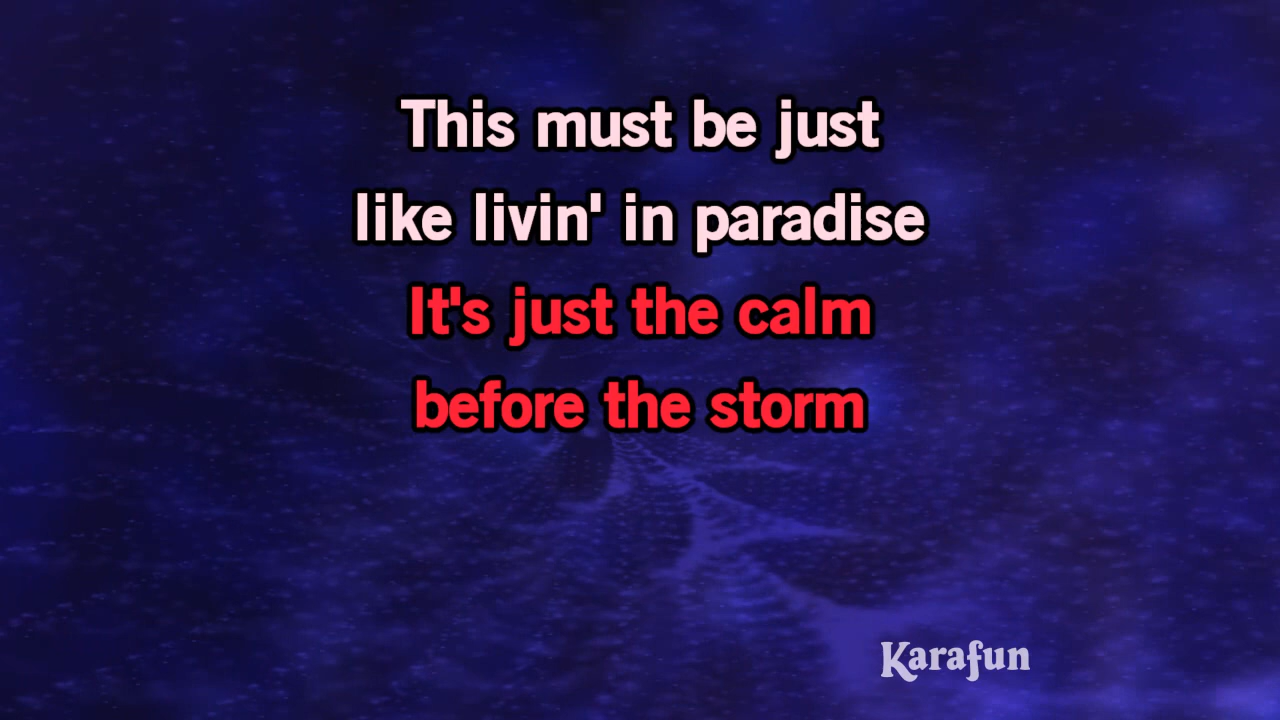 This must be just
like livin' in paradise
It's just the calm
before the storm
Karafun